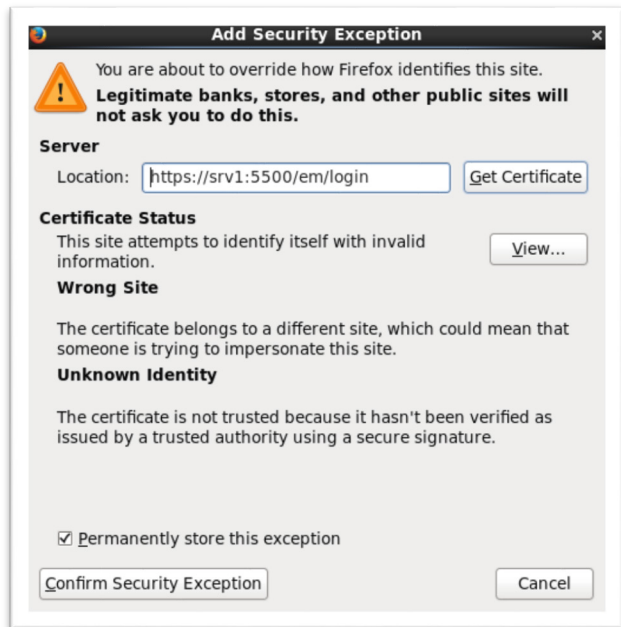 Add Security Exception
You are about to override how Firefox identifies this site.
Legitimate banks, stores, and other public sites will
not ask you to do this.
Server
Location: https://srv1:5500/em/login Get Certificate
Certificate Status
This site attempts to identify itself with invalid
information.
View...
Wrong Site
The certificate belongs to a different site, which could mean that
someone is trying to impersonate this site.
Unknown Identity
The certificate is not trusted because it hasn't been verified as
issued by a trusted authority using a secure signature.
Permanently store this exception
Confirm Security Exception Cancel